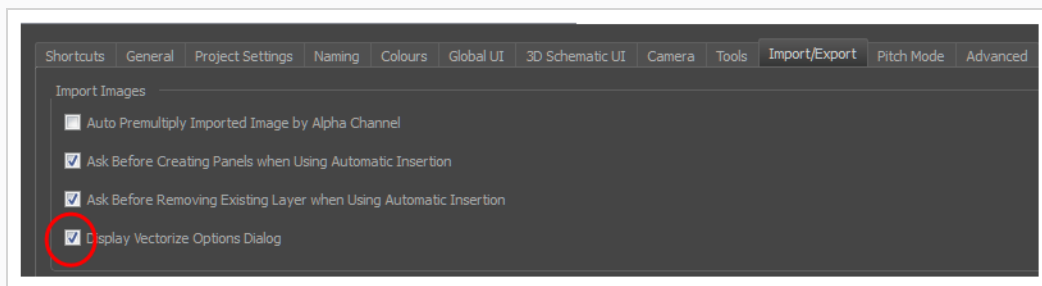 Shortcuts General Project Settings Naming Colours Global UI 3D Schematic UI Camera Tools Import/Export Pitch Mode Advanced
Import Images
Auto Premultiply Imported Image by Alpha Channel
Ask Before Creating Panels when Using Automatic Insertion
Ask Before Removing Existing Layer when Using Automatic Insertion
Display Vectorize Options Dialog